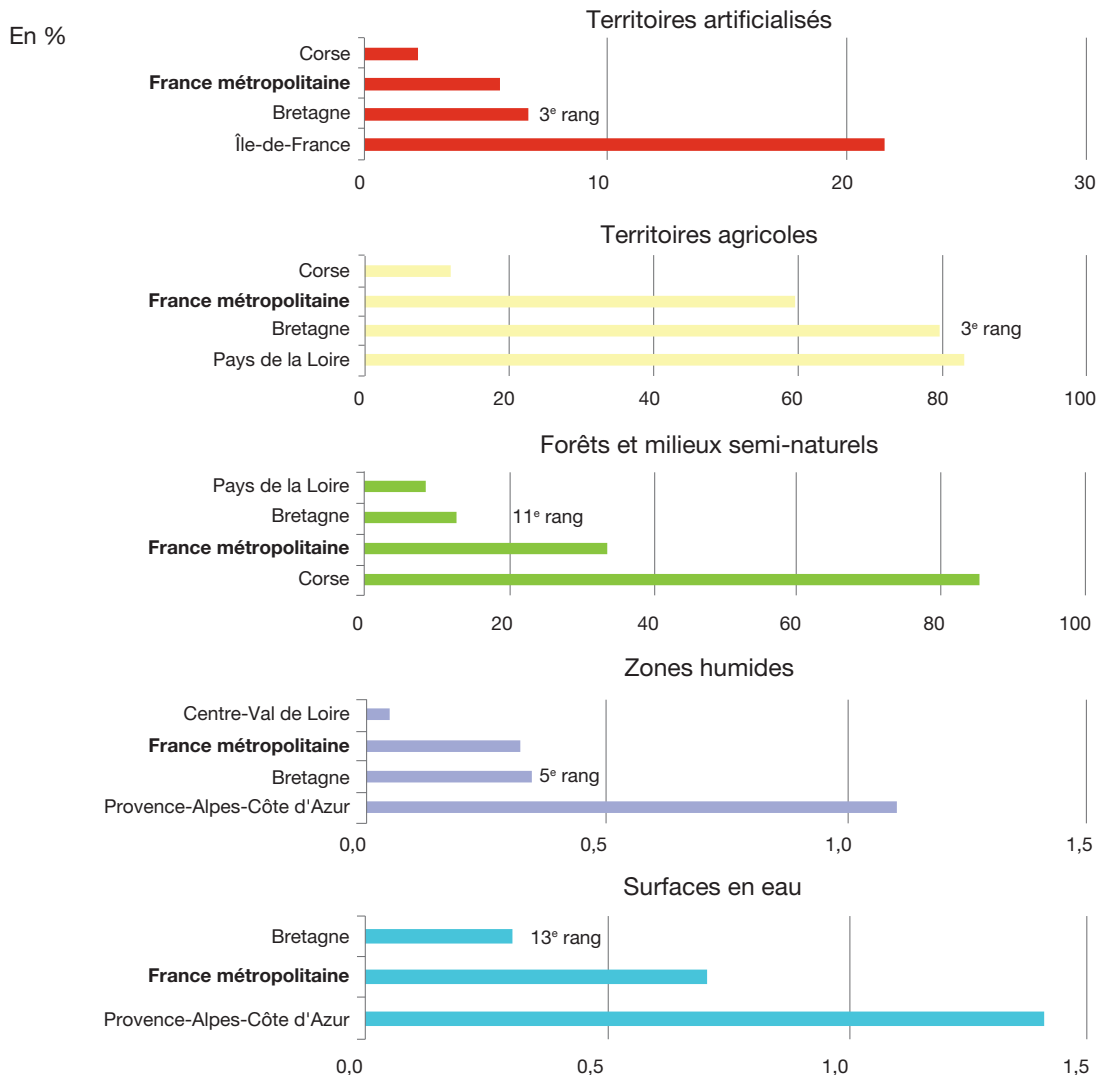 En %
Territoires artificialisés
Corse
France métropolitaine
Bretagne 3e rang
Île-de-France
0 10 20 30
Territoires agricoles
Corse
France métropolitaine
Bretagne 3e rang
Pays de la Loire
0 20 40 60 80 100
Forêts et milieux semi-naturels
Pays de la Loire
Bretagne 11e rang
France métropolitaine
Corse
0 20 40 60 80 100
Zones humides
Centre-Val de Loire
France métropolitaine
Bretagne 5e rang
Provence-Alpes-Côte d'Azur
0,0 0,5 1,0 1,5
Surfaces en eau
Bretagne 13e rang
France métropolitaine
Provence-Alpes-Côte d'Azur
0,0 0,5 1,0 1,5